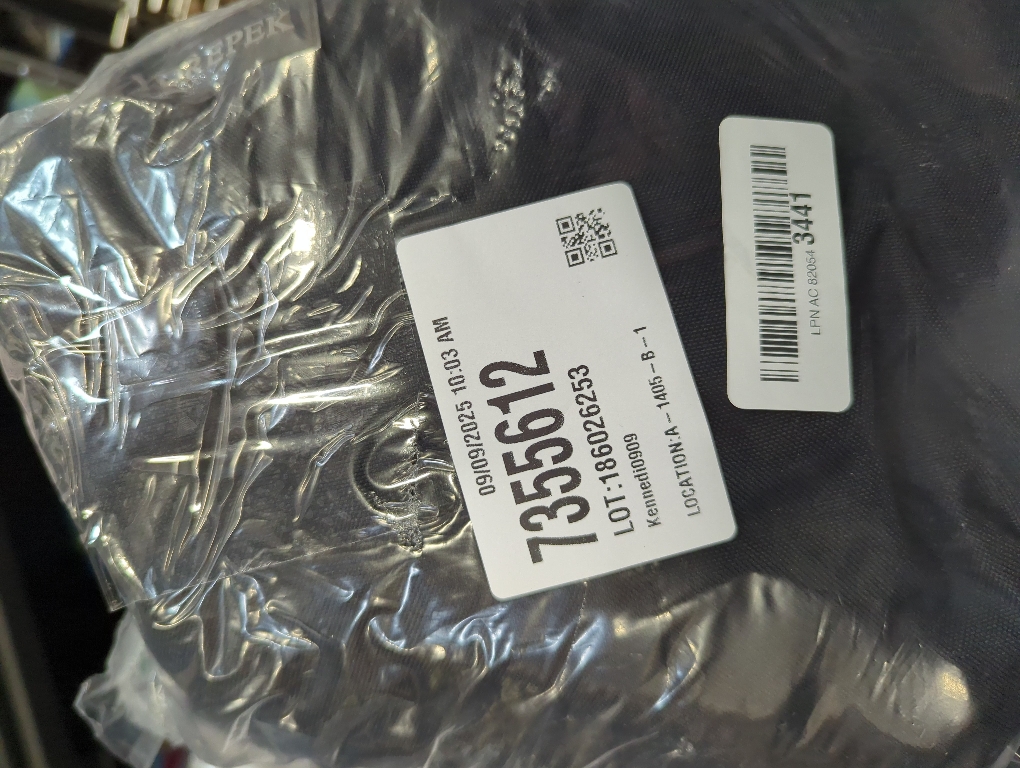 09/09/2025 10:03 AM
7355612
LOT:186026253
Kennedi0909
LOCATION:A-1405-B-1
LPN AC 82054 3441